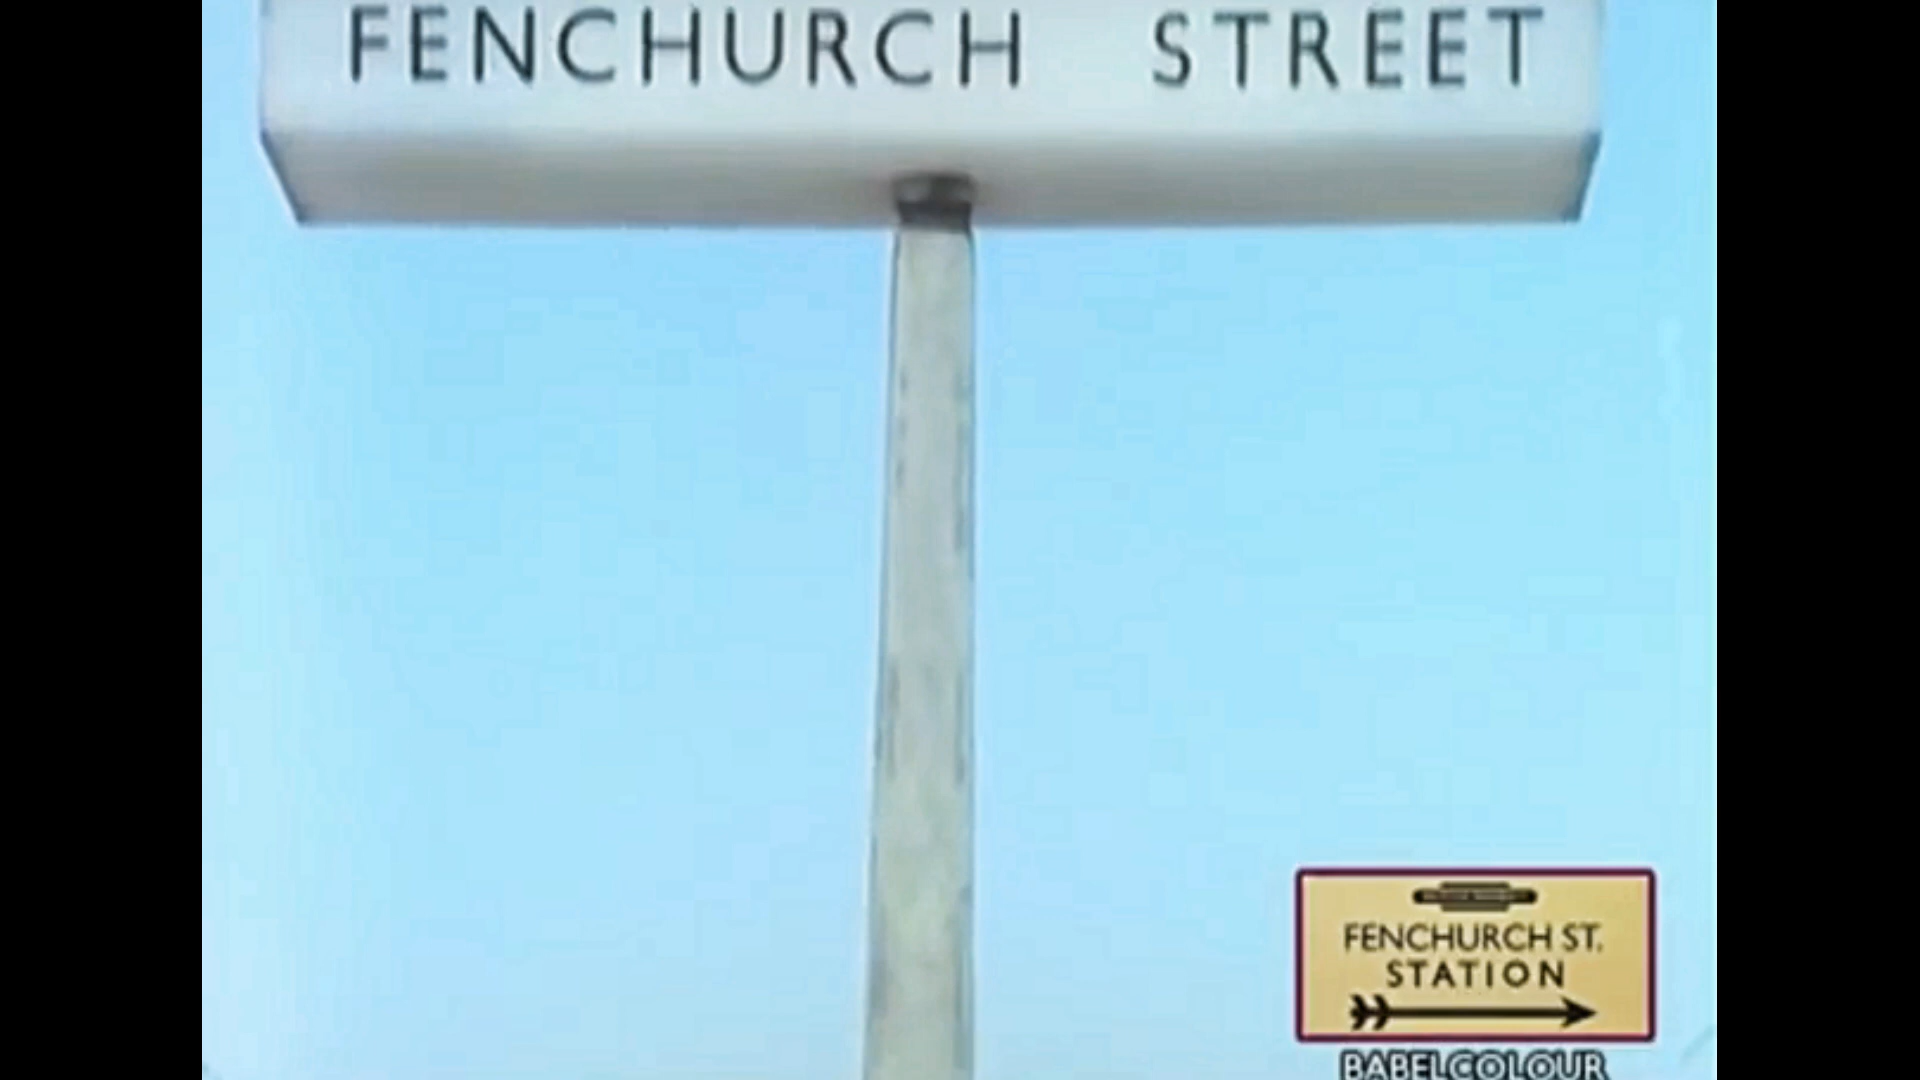 FENCHURCH STREET
FENCHURCH ST.
STATION
BABELCOLOUR